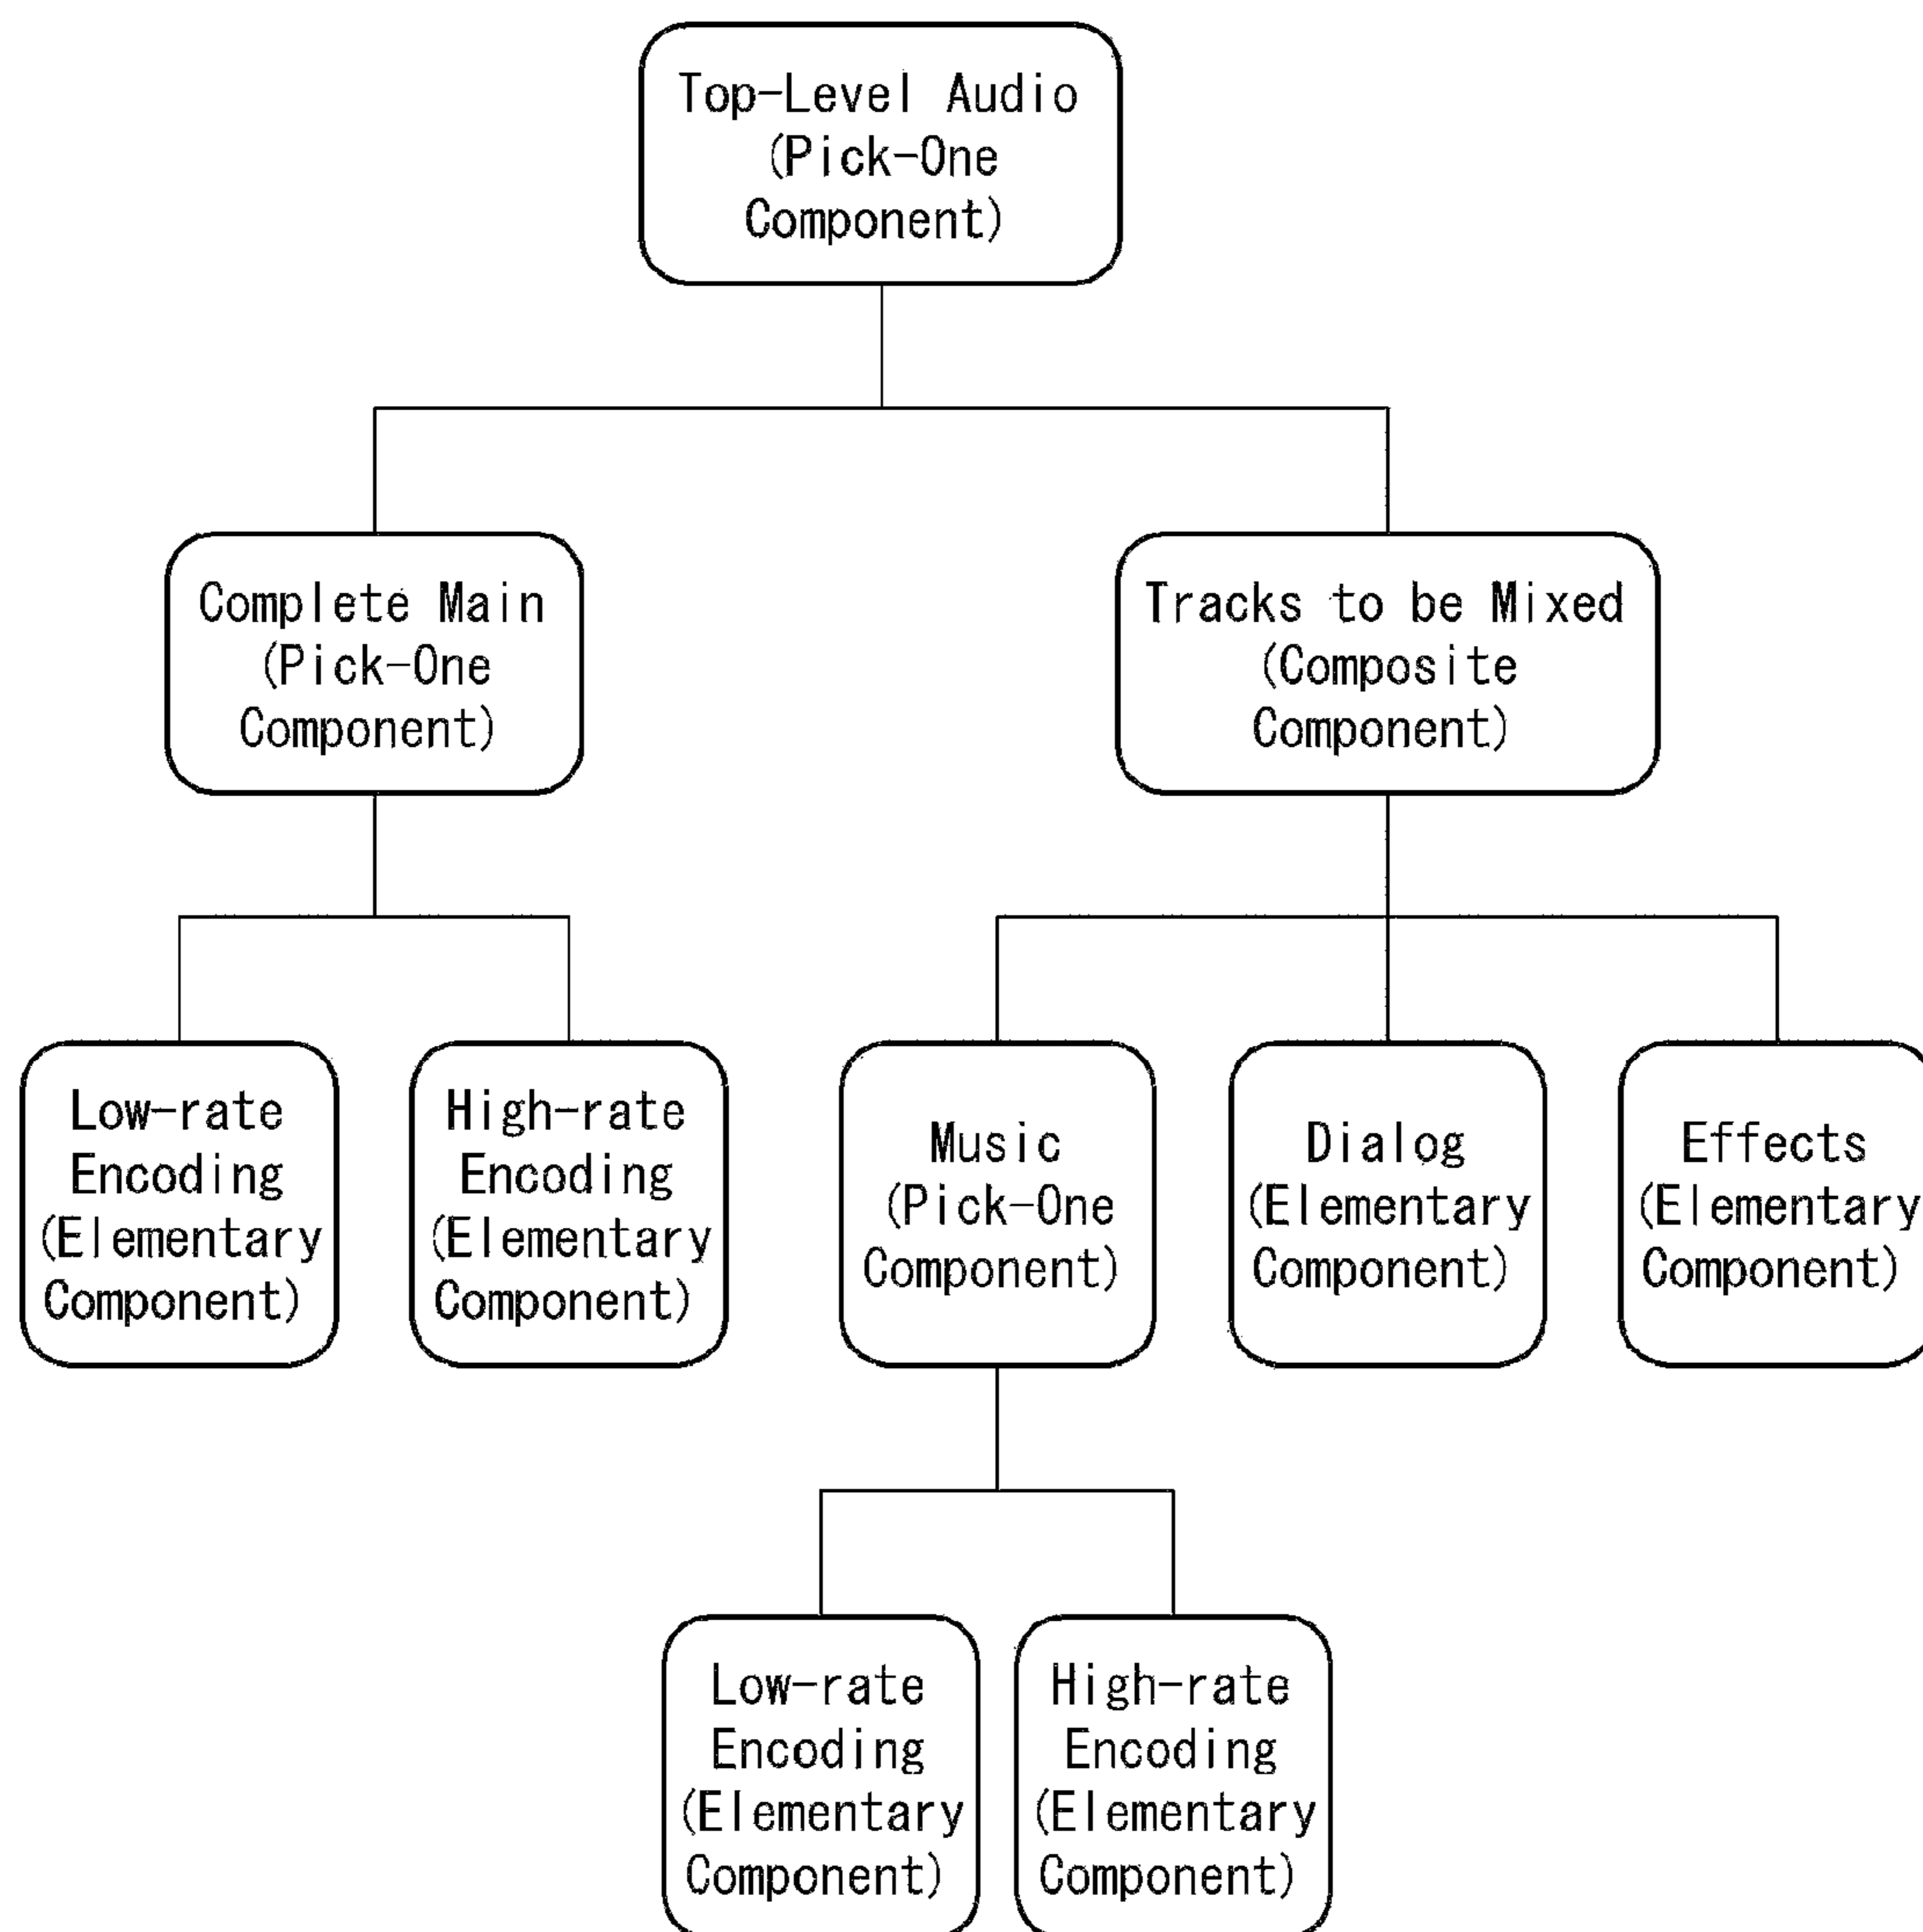 Top-Level Audio
(Pick-One
Component)
Complete Main
(Pick-One
Component)
Tracks to be Mixed
(Composite
Component)
Low-rate
Encoding
(Elementary
Component)
High-rate
Encoding
(Elementary
Component)
Music
(Pick-One
Component)
Dialog
(Elementary
Component)
Effects
(Elementary
Component)
Low-rate
Encoding
(Elementary
Component)
High-rate
Encoding
(Elementary
Component)